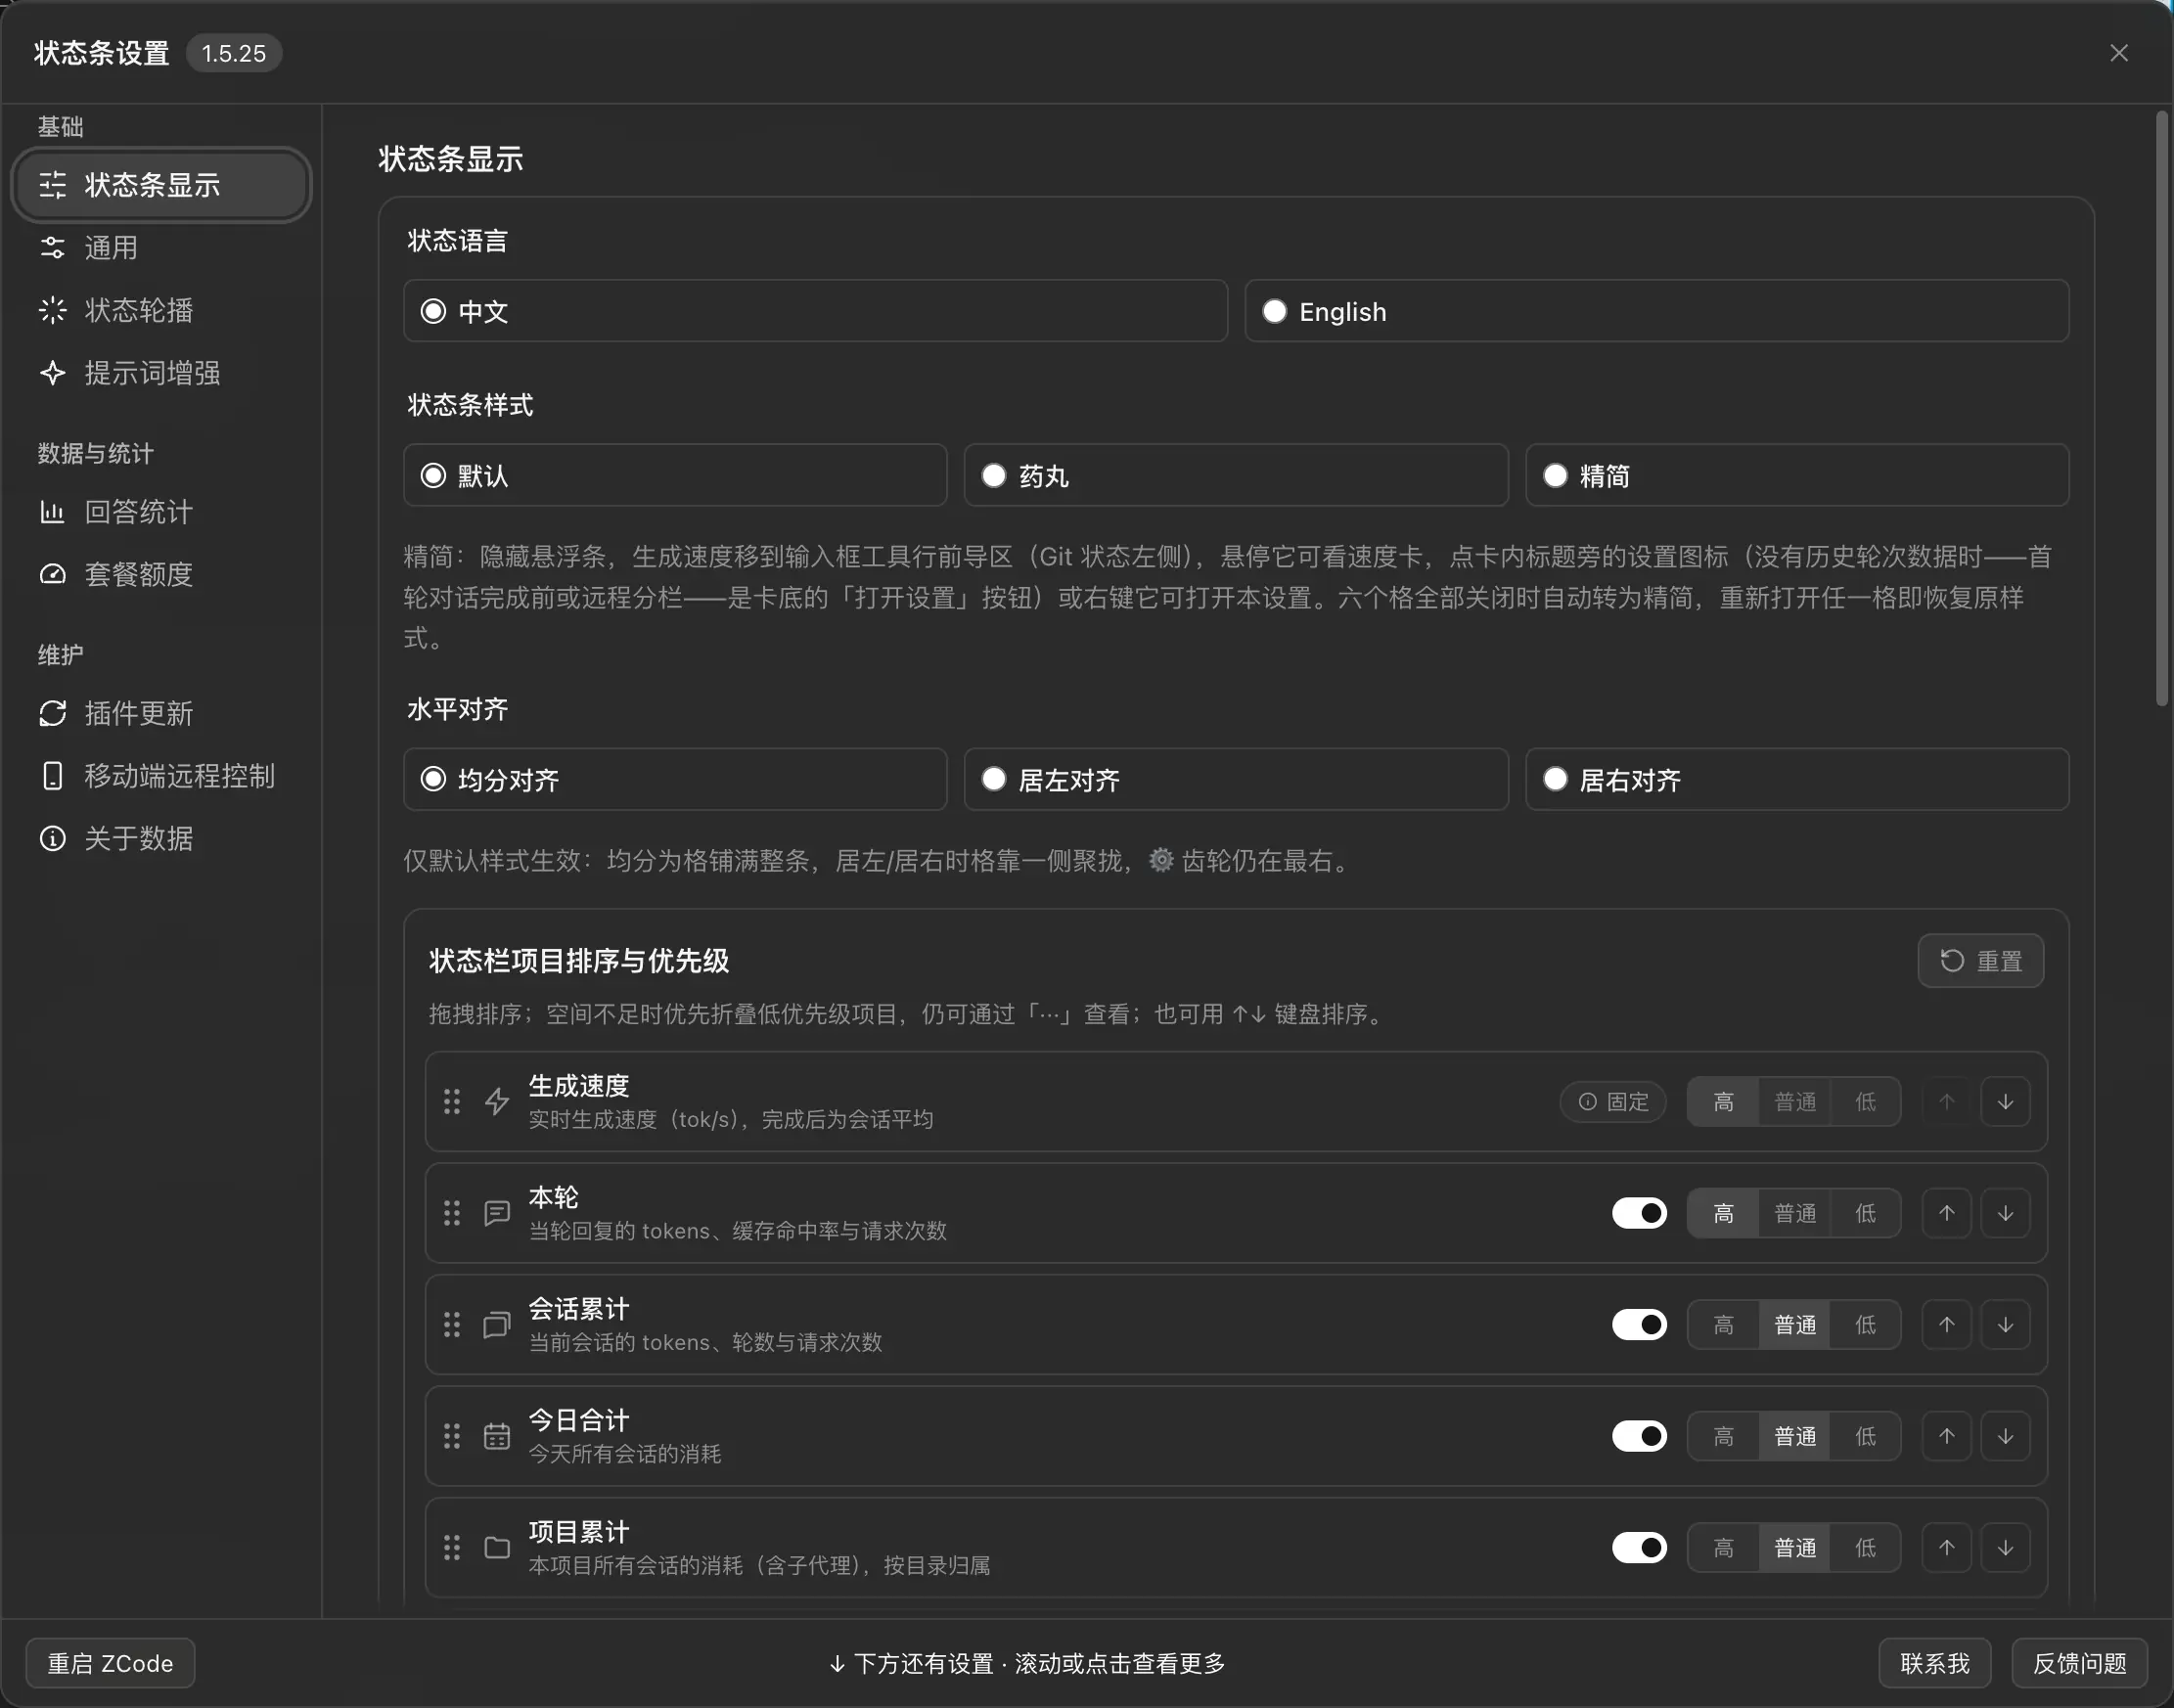 状态条设置 1.5.25
基础
状态条显示
通用
状态轮播
提示词增强
数据与统计
回答统计
套餐额度
维护
插件更新
移动端远程控制
关于数据
状态条显示
状态语言
中文 English
状态条样式
默认 药丸 精简
精简：隐藏悬浮条，生成速度移到输入框工具行前导区（Git 状态左侧），悬停它可看速度卡，点卡内标题旁的设置图标（没有历史轮次数据时——首
轮对话完成前或远程分栏——是卡底的「打开设置」按钮）或右键它可打开本设置。六个格全部关闭时自动转为精简，重新打开任一格即恢复原样
式。
水平对齐
均分对齐 居左对齐 居右对齐
仅默认样式生效：均分为格铺满整条，居左/居右时格靠一侧聚拢，⚙ 齿轮仍在最右。
状态栏项目排序与优先级 重置
拖拽排序；空间不足时优先折叠低优先级项目，仍可通过「⋯」查看；也可用 ↑↓ 键盘排序。
生成速度
实时生成速度（tok/s），完成后为会话平均
固定 高 普通 低 ↑ ↓
本轮
当轮回复的 tokens、缓存命中率与请求次数
高 普通 低 ↑ ↓
会话累计
当前会话的 tokens、轮数与请求次数
高 普通 低 ↑ ↓
今日合计
今天所有会话的消耗
高 普通 低 ↑ ↓
项目累计
本项目所有会话的消耗（含子代理），按目录归属
高 普通 低 ↑ ↓
重启 ZCode ↓ 下方还有设置 · 滚动或点击查看更多 联系我 反馈问题